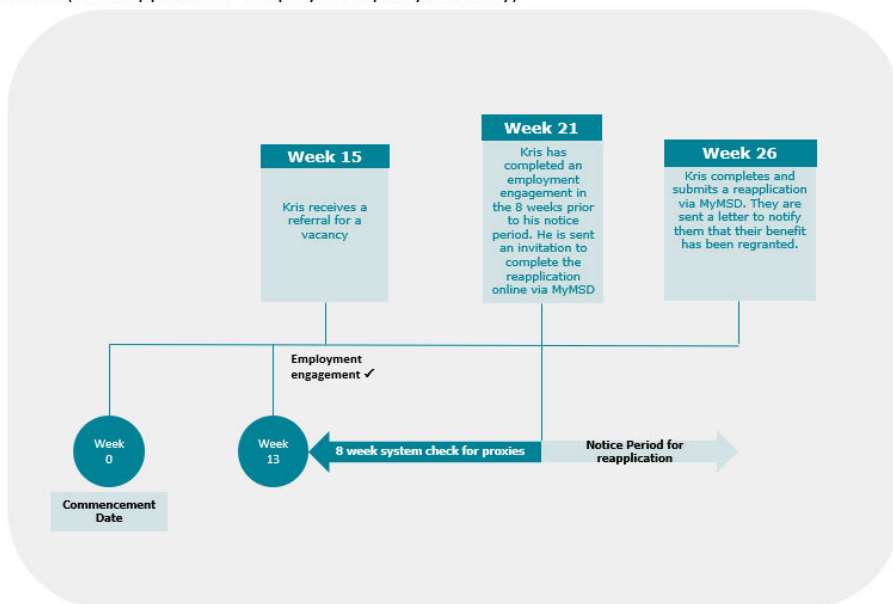 Week 15
Kris receives a
referral for a
vacancy
Week 21
Kris has
completed an
employment
engagement in
the 8 weeks prior
to his notice
period. He is sent
an invitation to
complete the
reapplication
online via MyMSD
Week 26
Kris completes and
submits a reapplication
via MyMSD. They are
sent a letter to notify
them that their benefit
has been regranted.
Employment
engagement ✓
Week
0
Week
13
8 week system check for proxies
Notice Period for
reapplication
Commencement
Date